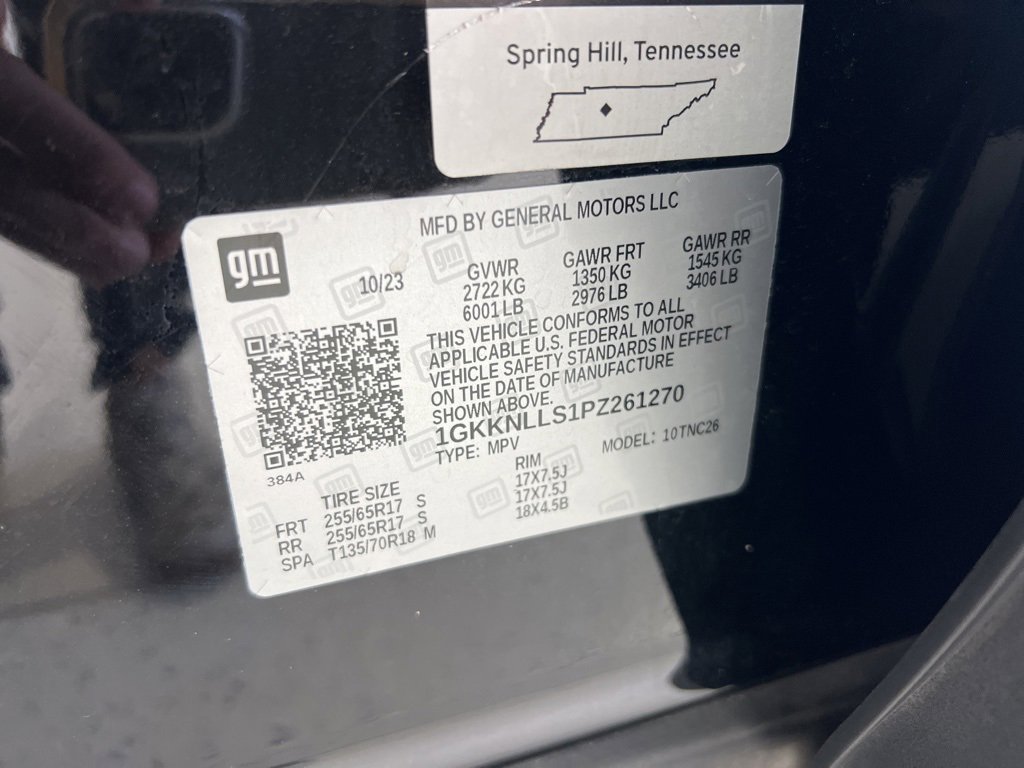 Spring Hill, Tennessee
MFD BY GENERAL MOTORS LLC
gm
10/23
GVWR
2722 KG
6001 LB
GAWR FRT
1350 KG
2976 LB
GAWR RR
1545 KG
3406 LB
THIS VEHICLE CONFORMS TO ALL
APPLICABLE U.S. FEDERAL MOTOR
VEHICLE SAFETY STANDARDS IN EFFECT
ON THE DATE OF MANUFACTURE
SHOWN ABOVE.
1GKKNLLS1PZ261270
TYPE: MPV MODEL: 10TNC26
384A
TIRE SIZE RIM
FRT 255/65R17 S 17X7.5J
RR 255/65R17 S 17X7.5J
SPA T135/70R18 M 18X4.5B